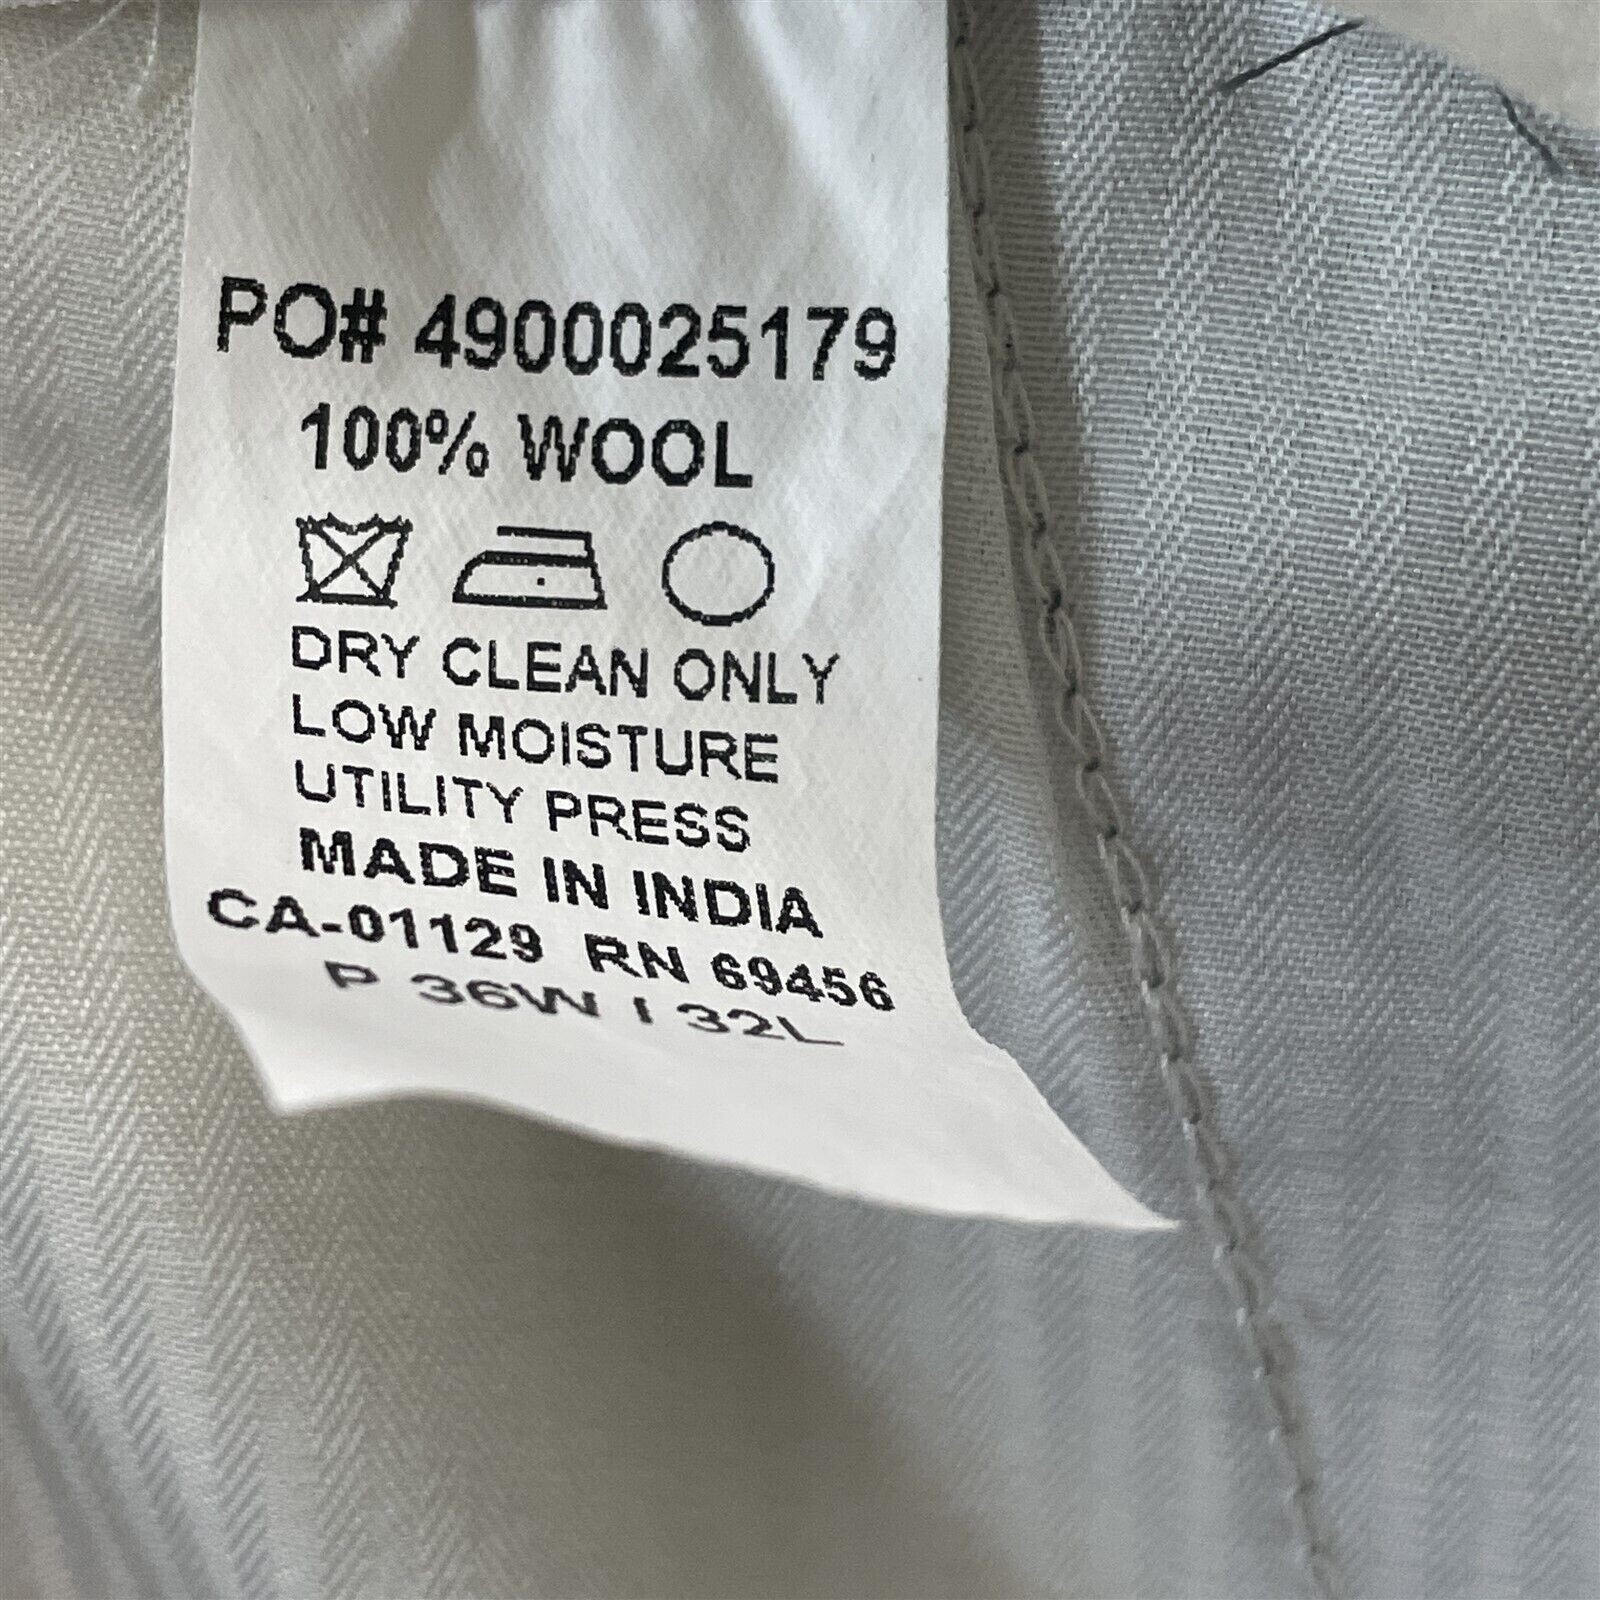 PO# 4900025179
100% WOOL
DRY CLEAN ONLY
LOW MOISTURE
UTILITY PRESS
MADE IN INDIA
CA-01129 RN 69456
P 36W I 32L